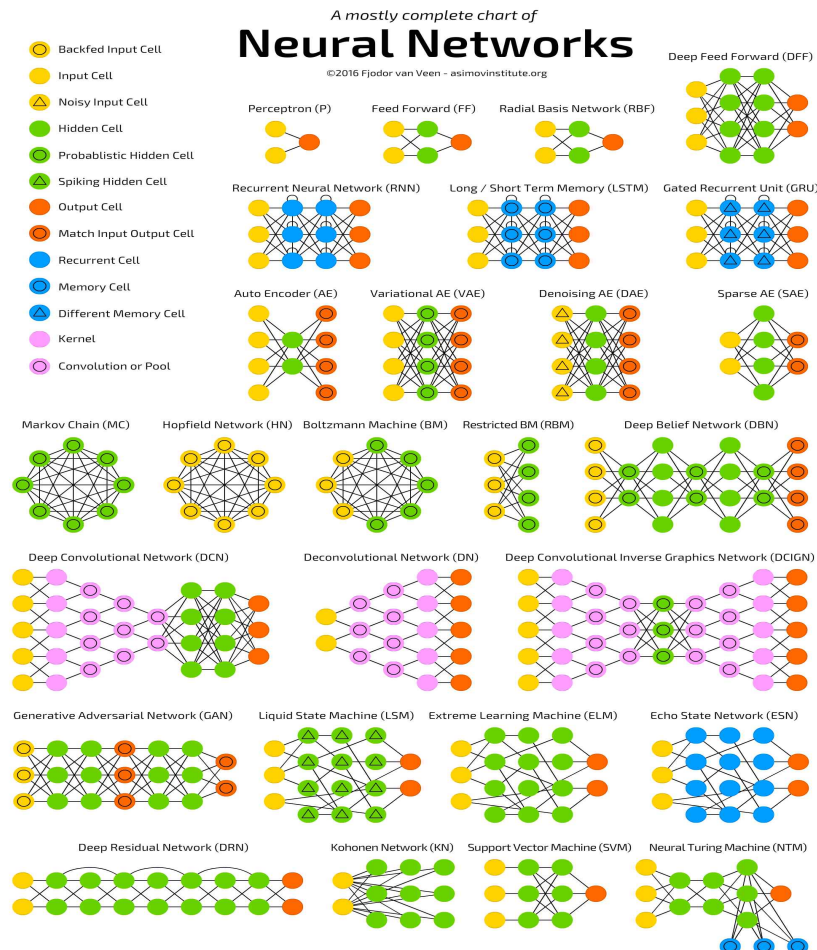 A mostly complete chart of
Neural Networks
©2016 Fjodor van Veen - asimovinstitute.org
Backfed Input Cell
Input Cell
Noisy Input Cell
Hidden Cell
Probablistic Hidden Cell
Spiking Hidden Cell
Output Cell
Match Input Output Cell
Recurrent Cell
Memory Cell
Different Memory Cell
Kernel
Convolution or Pool
Deep Feed Forward (DFF)
Perceptron (P)
Feed Forward (FF)
Radial Basis Network (RBF)
Recurrent Neural Network (RNN)
Long / Short Term Memory (LSTM)
Gated Recurrent Unit (GRU)
Auto Encoder (AE)
Variational AE (VAE)
Denoising AE (DAE)
Sparse AE (SAE)
Markov Chain (MC)
Hopfield Network (HN)
Boltzmann Machine (BM)
Restricted BM (RBM)
Deep Belief Network (DBN)
Deep Convolutional Network (DCN)
Deconvolutional Network (DN)
Deep Convolutional Inverse Graphics Network (DCIGN)
Generative Adversarial Network (GAN)
Liquid State Machine (LSM)
Extreme Learning Machine (ELM)
Echo State Network (ESN)
Deep Residual Network (DRN)
Kohonen Network (KN)
Support Vector Machine (SVM)
Neural Turing Machine (NTM)